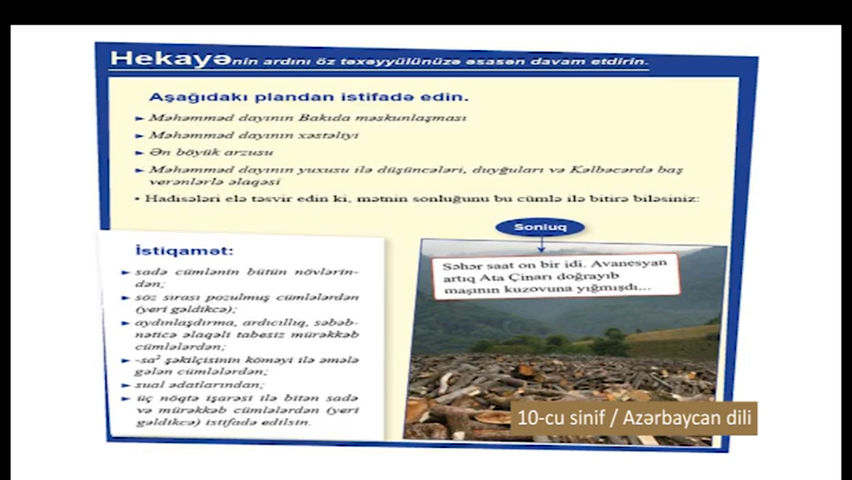 Hekayənin ardını öz təxəyyülünüzə əsasən davam etdirin.
Aşağıdakı plandan istifadə edin.
► Məhəmməd dayının Bakıda məskunlaşması
► Məhəmməd dayının xəstəliyi
► Ən böyük arzusu
► Məhəmməd dayının yuxusu ilə düşüncələri, duyğuları və Kəlbəcərdə baş
verənlərlə əlaqəsi
• Hadisələri elə təsvir edin ki, mətnin sonluğunu bu cümlə ilə bitirə biləsiniz:
Sonluq
Səhər saat on bir idi. Avanesyan
artıq Ata Çinarı doğrayıb
maşının kuzovuna yığmışdı...
İstiqamət:
► sadə cümlənin bütün növlərin-
dən;
► söz sırası pozulmuş cümlələrdən
(yeri gəldikcə);
► aydınlaşdırma, ardıcıllıq, səbəb-
nəticə əlaqəli tabesiz mürəkkəb
cümlələrdən;
► -sa² şəkilçisinin köməyi ilə əmələ
gələn cümlələrdən;
► sual ədatlarından;
► üç nöqtə işarəsi ilə bitən sadə
və mürəkkəb cümlələrdən (yeri
gəldikcə) istifadə edilsin.
10-cu sinif / Azərbaycan dili